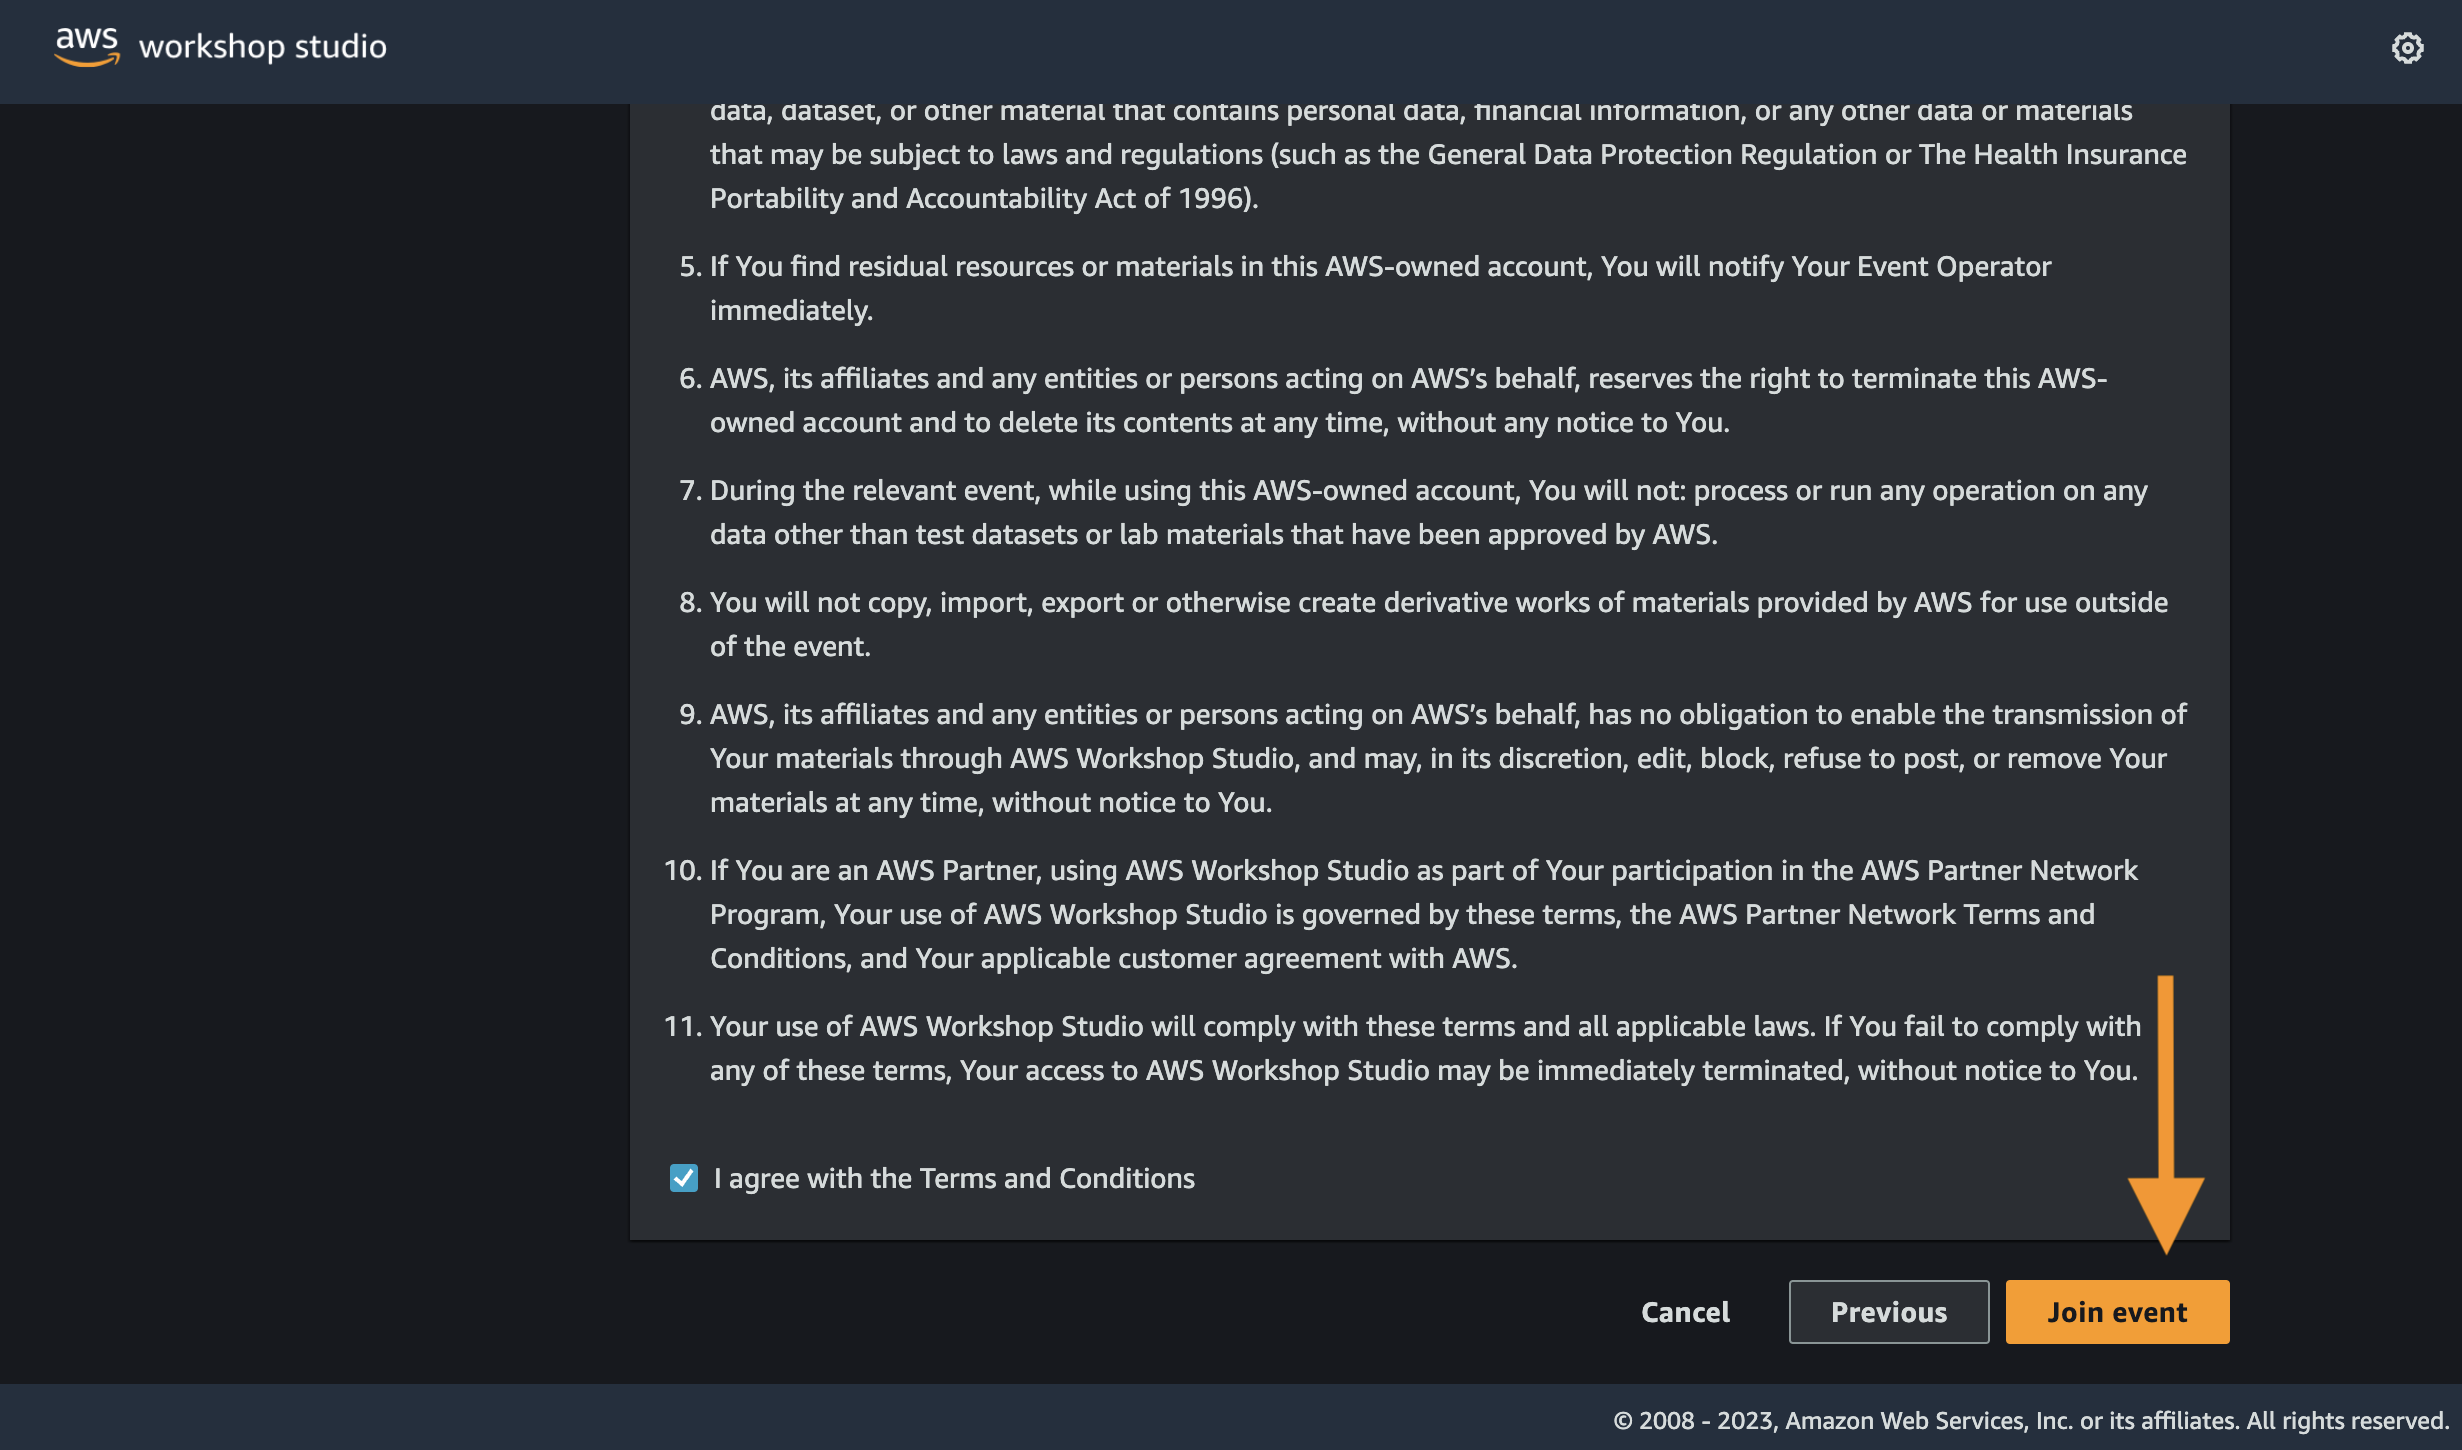 aws workshop studio
data, dataset, or other material that contains personal data, financial information, or any other data or materials
that may be subject to laws and regulations (such as the General Data Protection Regulation or The Health Insurance
Portability and Accountability Act of 1996).
5. If You find residual resources or materials in this AWS-owned account, You will notify Your Event Operator
immediately.
6. AWS, its affiliates and any entities or persons acting on AWS’s behalf, reserves the right to terminate this AWS-
owned account and to delete its contents at any time, without any notice to You.
7. During the relevant event, while using this AWS-owned account, You will not: process or run any operation on any
data other than test datasets or lab materials that have been approved by AWS.
8. You will not copy, import, export or otherwise create derivative works of materials provided by AWS for use outside
of the event.
9. AWS, its affiliates and any entities or persons acting on AWS’s behalf, has no obligation to enable the transmission of
Your materials through AWS Workshop Studio, and may, in its discretion, edit, block, refuse to post, or remove Your
materials at any time, without notice to You.
10. If You are an AWS Partner, using AWS Workshop Studio as part of Your participation in the AWS Partner Network
Program, Your use of AWS Workshop Studio is governed by these terms, the AWS Partner Network Terms and
Conditions, and Your applicable customer agreement with AWS.
11. Your use of AWS Workshop Studio will comply with these terms and all applicable laws. If You fail to comply with
any of these terms, Your access to AWS Workshop Studio may be immediately terminated, without notice to You.
I agree with the Terms and Conditions
Cancel Previous Join event
© 2008 - 2023, Amazon Web Services, Inc. or its affiliates. All rights reserved.